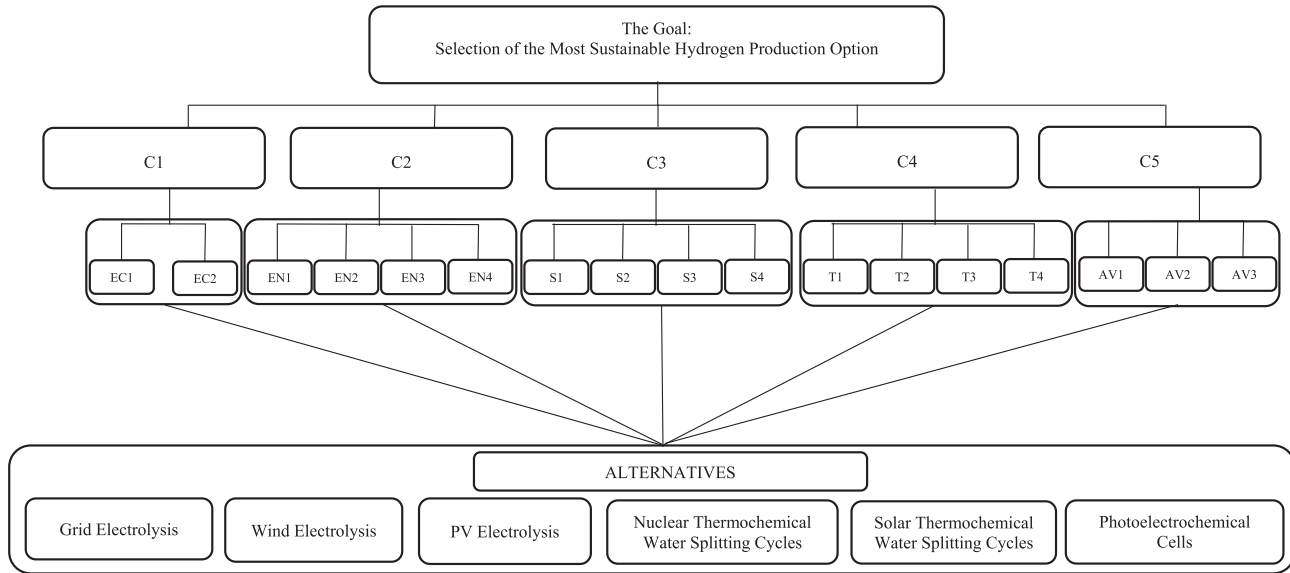 The Goal:
Selection of the Most Sustainable Hydrogen Production Option
C1
C2
C3
C4
C5
EC1
EC2
EN1
EN2
EN3
EN4
S1
S2
S3
S4
T1
T2
T3
T4
AV1
AV2
AV3
ALTERNATIVES
Grid Electrolysis
Wind Electrolysis
PV Electrolysis
Nuclear Thermochemical
Water Splitting Cycles
Solar Thermochemical
Water Splitting Cycles
Photoelectrochemical
Cells